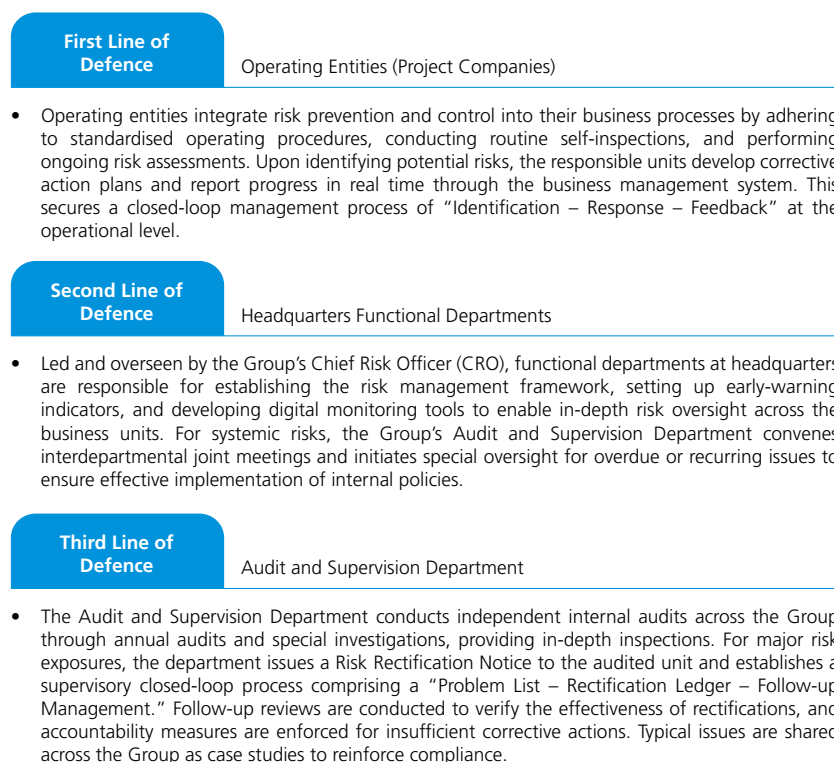 First Line of
Defence
Operating Entities (Project Companies)
• Operating entities integrate risk prevention and control into their business processes by adhering
to standardised operating procedures, conducting routine self-inspections, and performing
ongoing risk assessments. Upon identifying potential risks, the responsible units develop corrective
action plans and report progress in real time through the business management system. This
secures a closed-loop management process of “Identification – Response – Feedback” at the
operational level.
Second Line of
Defence
Headquarters Functional Departments
• Led and overseen by the Group’s Chief Risk Officer (CRO), functional departments at headquarters
are responsible for establishing the risk management framework, setting up early-warning
indicators, and developing digital monitoring tools to enable in-depth risk oversight across the
business units. For systemic risks, the Group’s Audit and Supervision Department convenes
interdepartmental joint meetings and initiates special oversight for overdue or recurring issues to
ensure effective implementation of internal policies.
Third Line of
Defence
Audit and Supervision Department
• The Audit and Supervision Department conducts independent internal audits across the Group
through annual audits and special investigations, providing in-depth inspections. For major risk
exposures, the department issues a Risk Rectification Notice to the audited unit and establishes a
supervisory closed-loop process comprising a “Problem List – Rectification Ledger – Follow-up
Management.” Follow-up reviews are conducted to verify the effectiveness of rectifications, and
accountability measures are enforced for insufficient corrective actions. Typical issues are shared
across the Group as case studies to reinforce compliance.